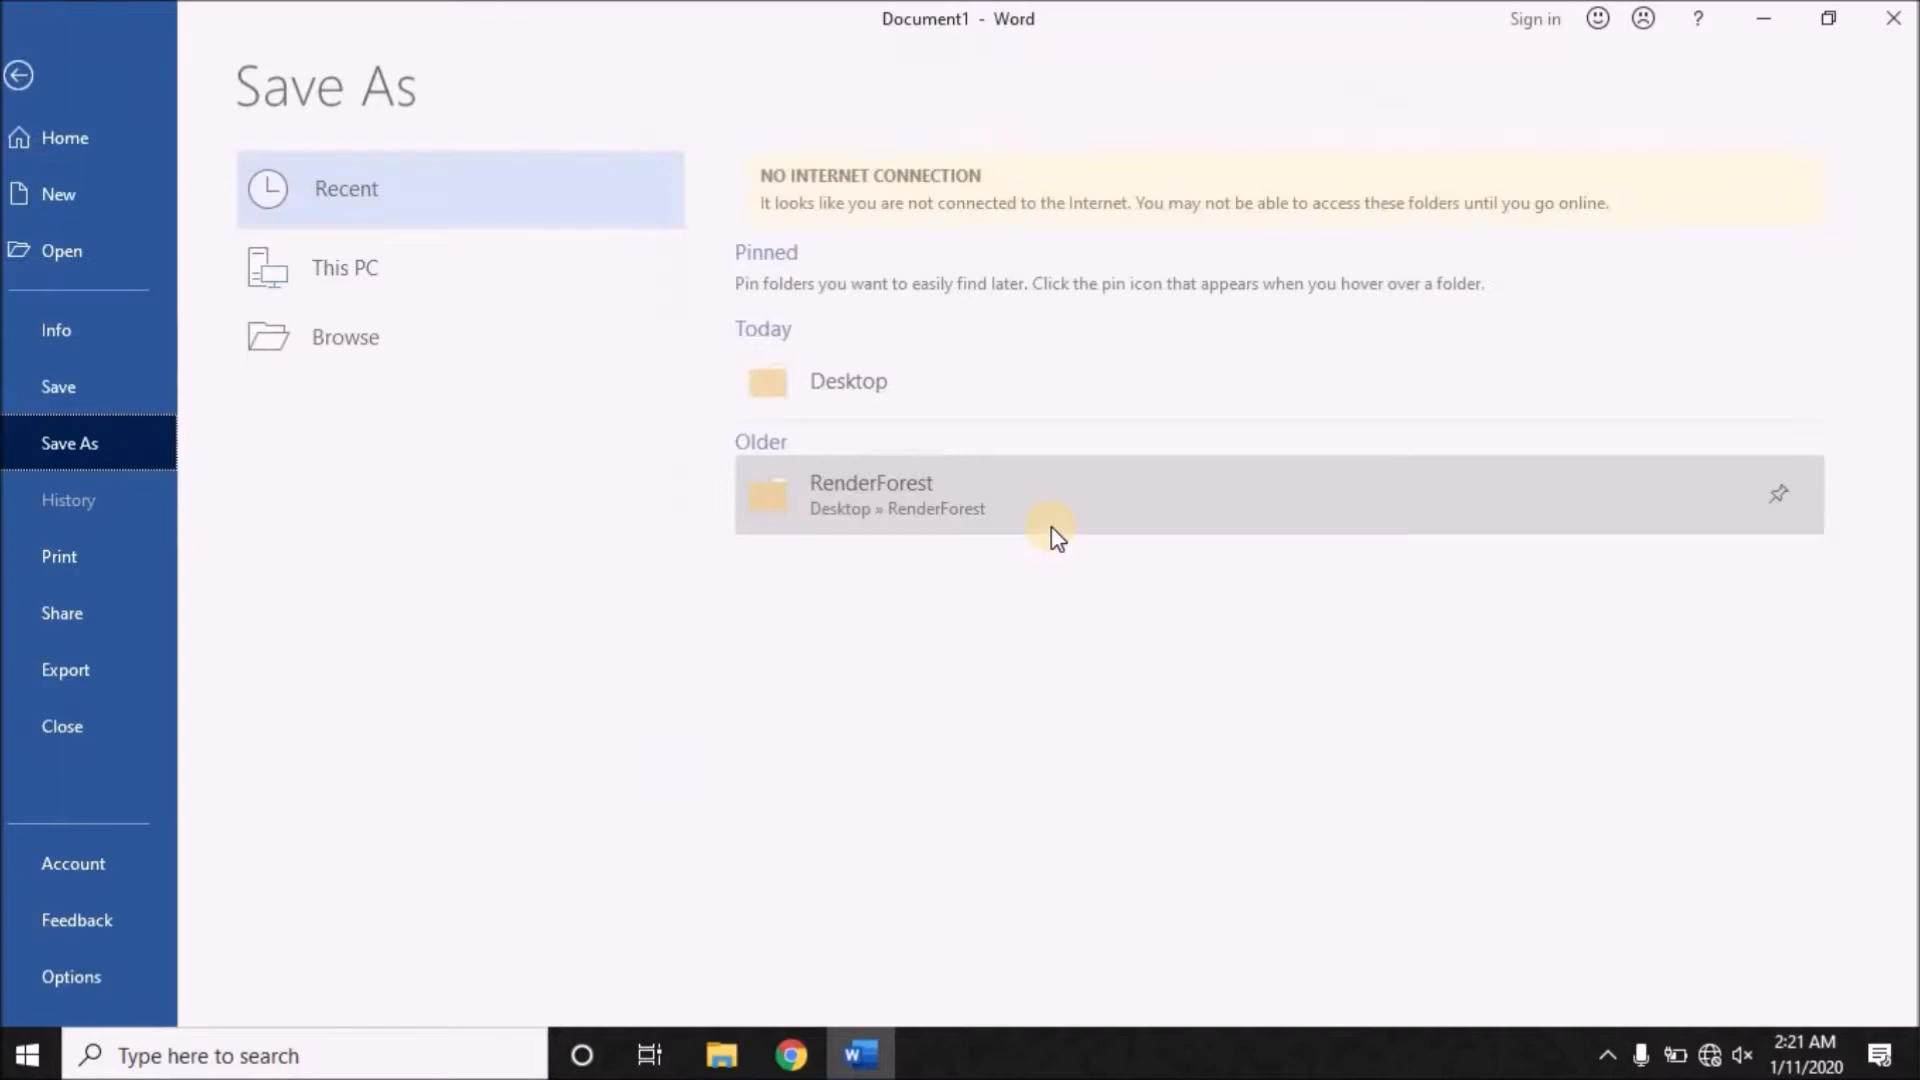 Document1 - Word
Sign in
?
Save As
Home
New
Open
Info
Save
Save As
History
Print
Share
Export
Close
Account
Feedback
Options
Recent
This PC
Browse
NO INTERNET CONNECTION
It looks like you are not connected to the Internet. You may not be able to access these folders until you go online.
Pinned
Pin folders you want to easily find later. Click the pin icon that appears when you hover over a folder.
Today
Desktop
Older
RenderForest
Desktop » RenderForest
Type here to search
W
2:21 AM
1/11/2020